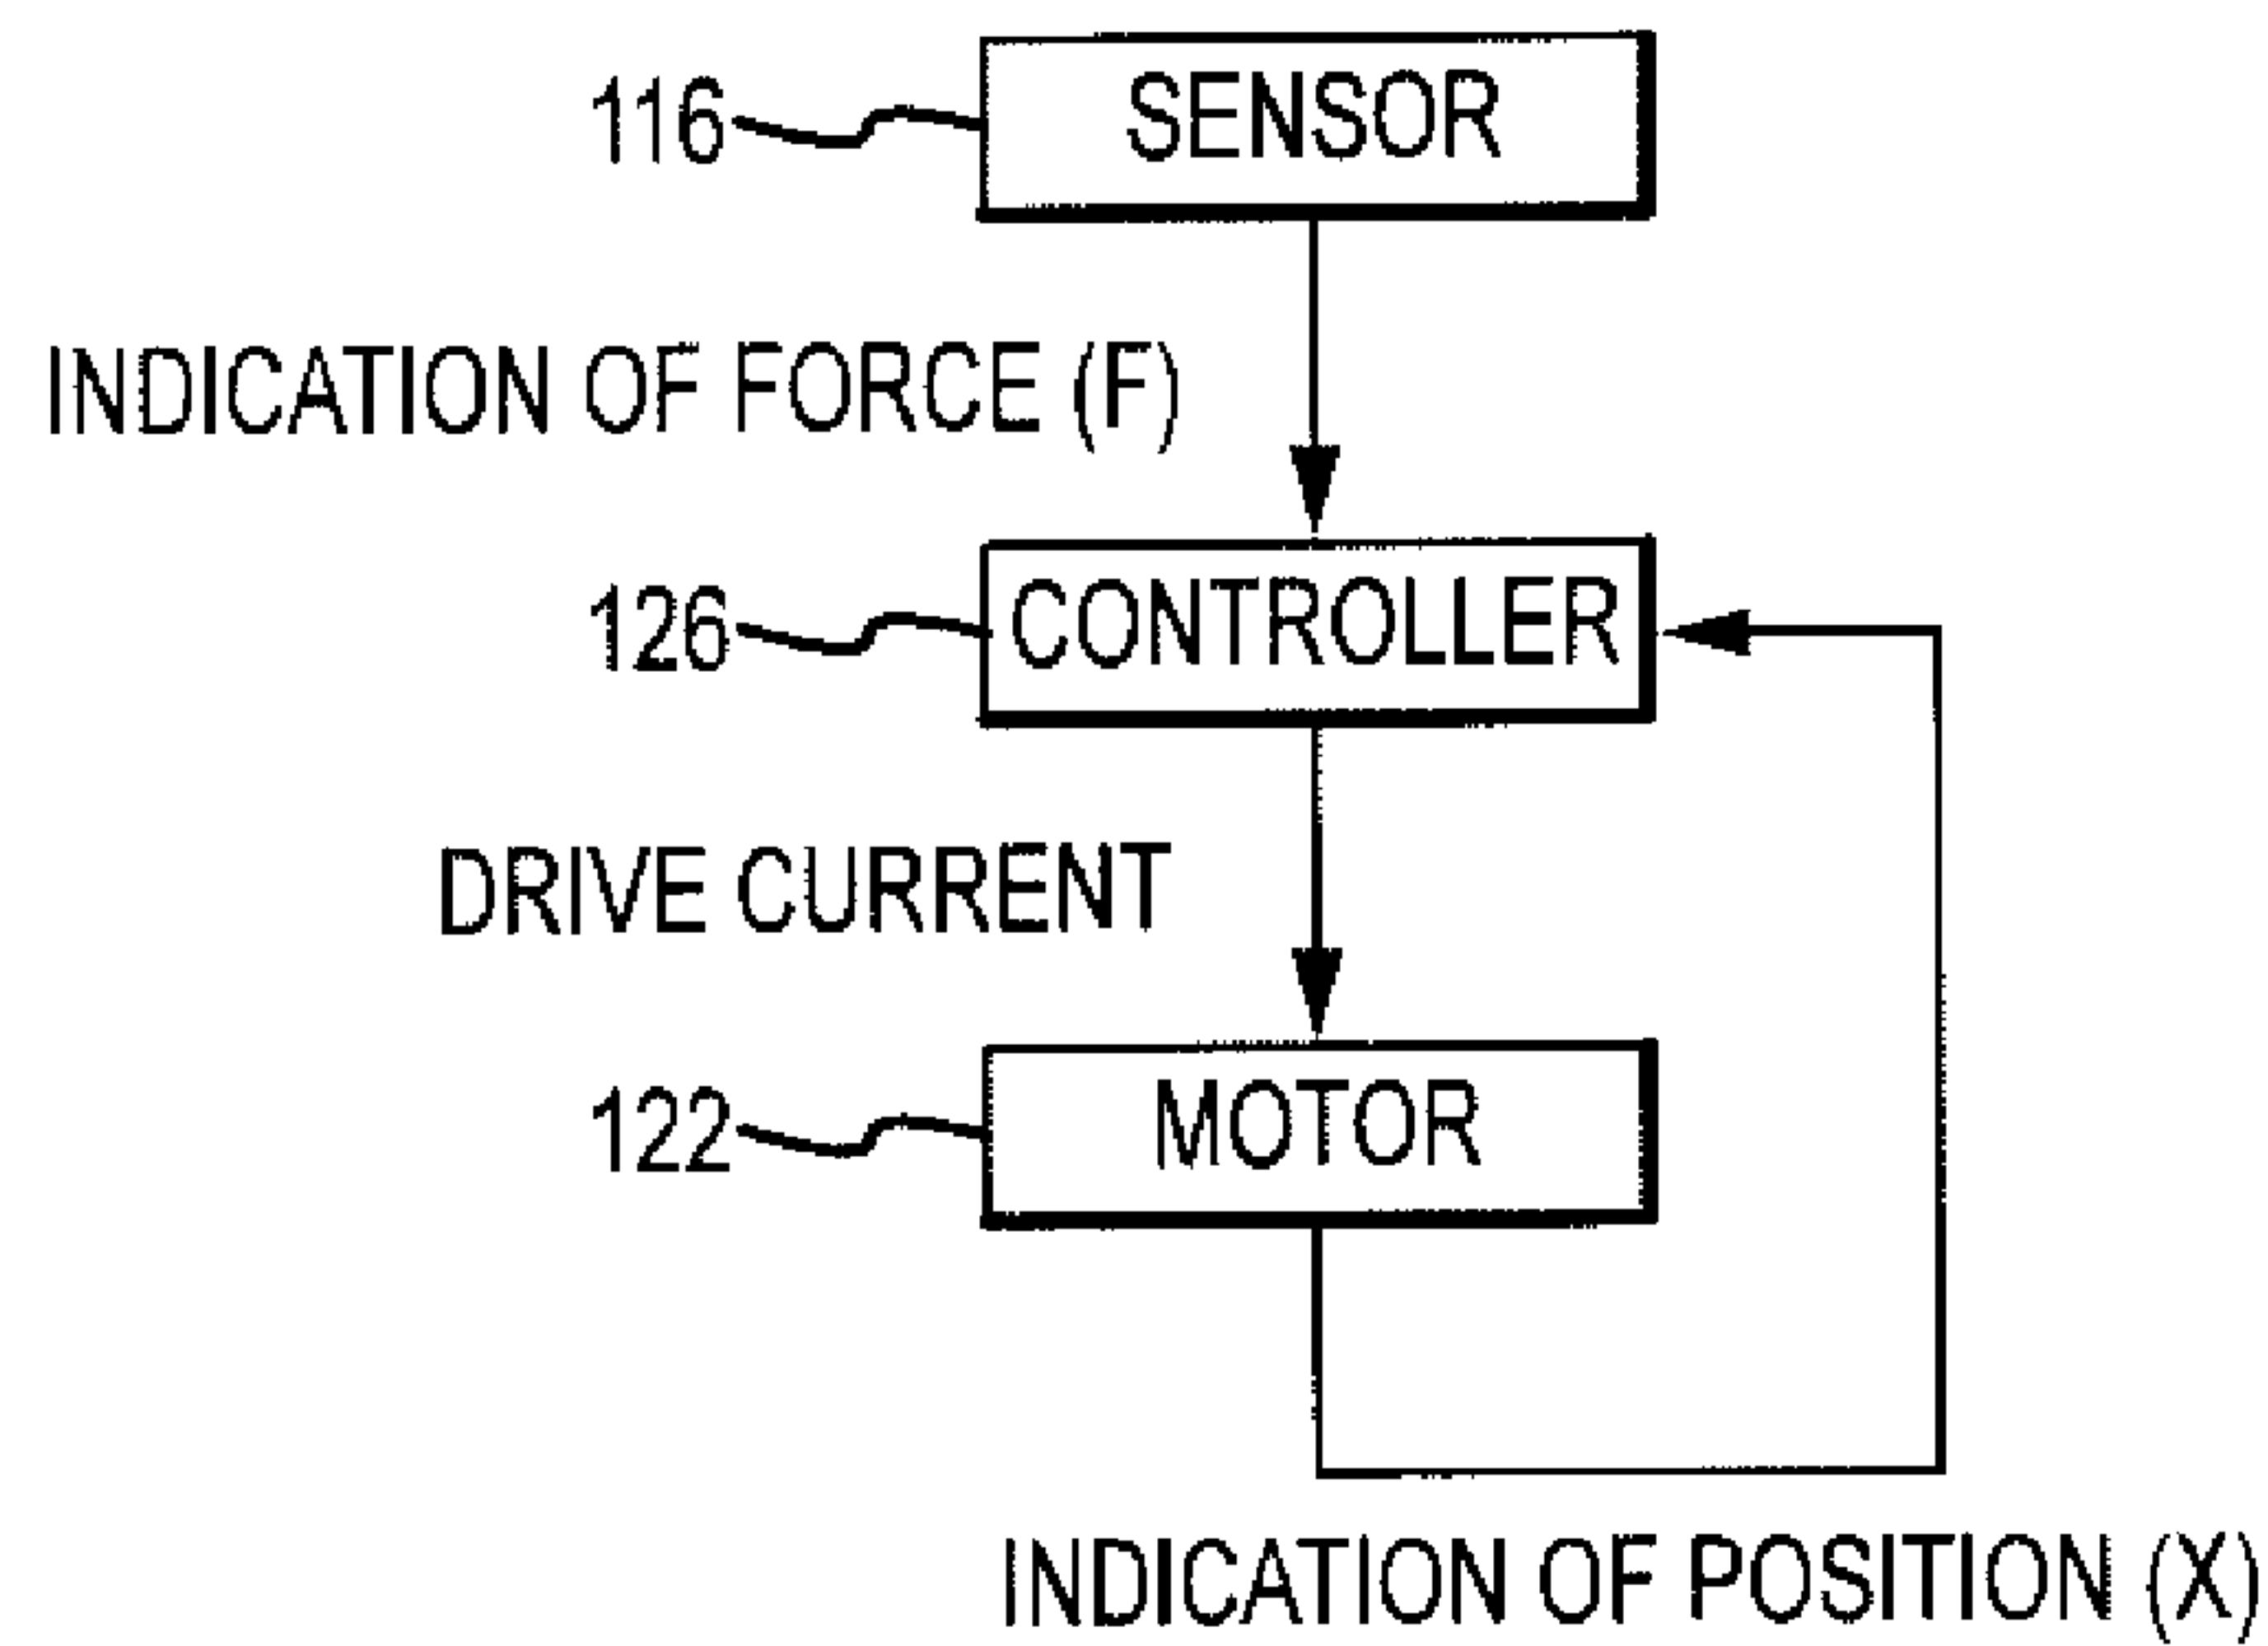 116
SENSOR
INDICATION OF FORCE (F)
126
CONTROLLER
DRIVE CURRENT
122
MOTOR
INDICATION OF POSITION (X)